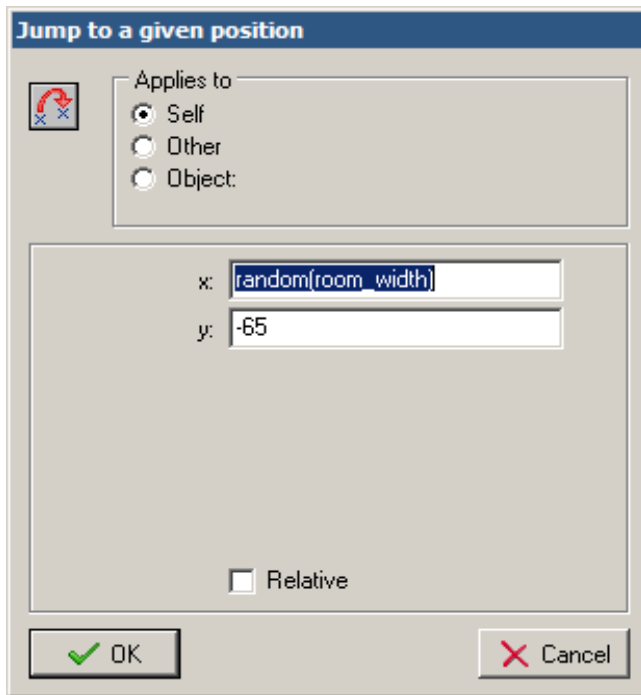 Jump to a given position
Applies to
Self
Other
Object:
x: random(room_width)
y: -65
Relative
OK
Cancel